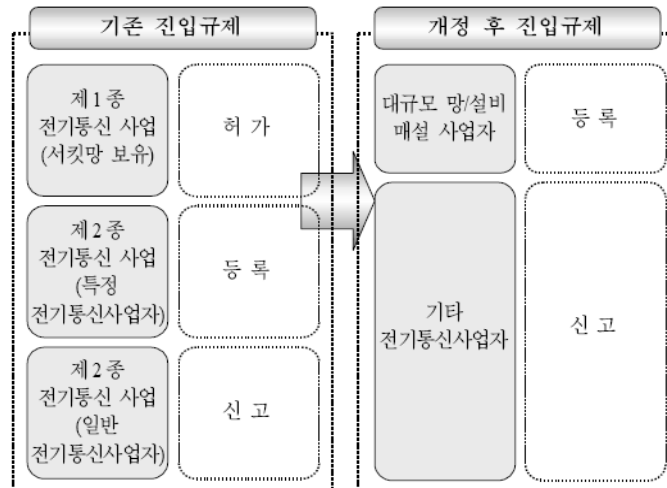 기존 진입규제
제1종
전기통신 사업
(서킷망 보유)
허 가
제2종
전기통신 사업
(특정
전기통신사업자)
등 록
제2종
전기통신 사업
(일반
전기통신사업자)
신 고
개정 후 진입규제
대규모 망/설비
매설 사업자
등 록
기타
전기통신사업자
신 고